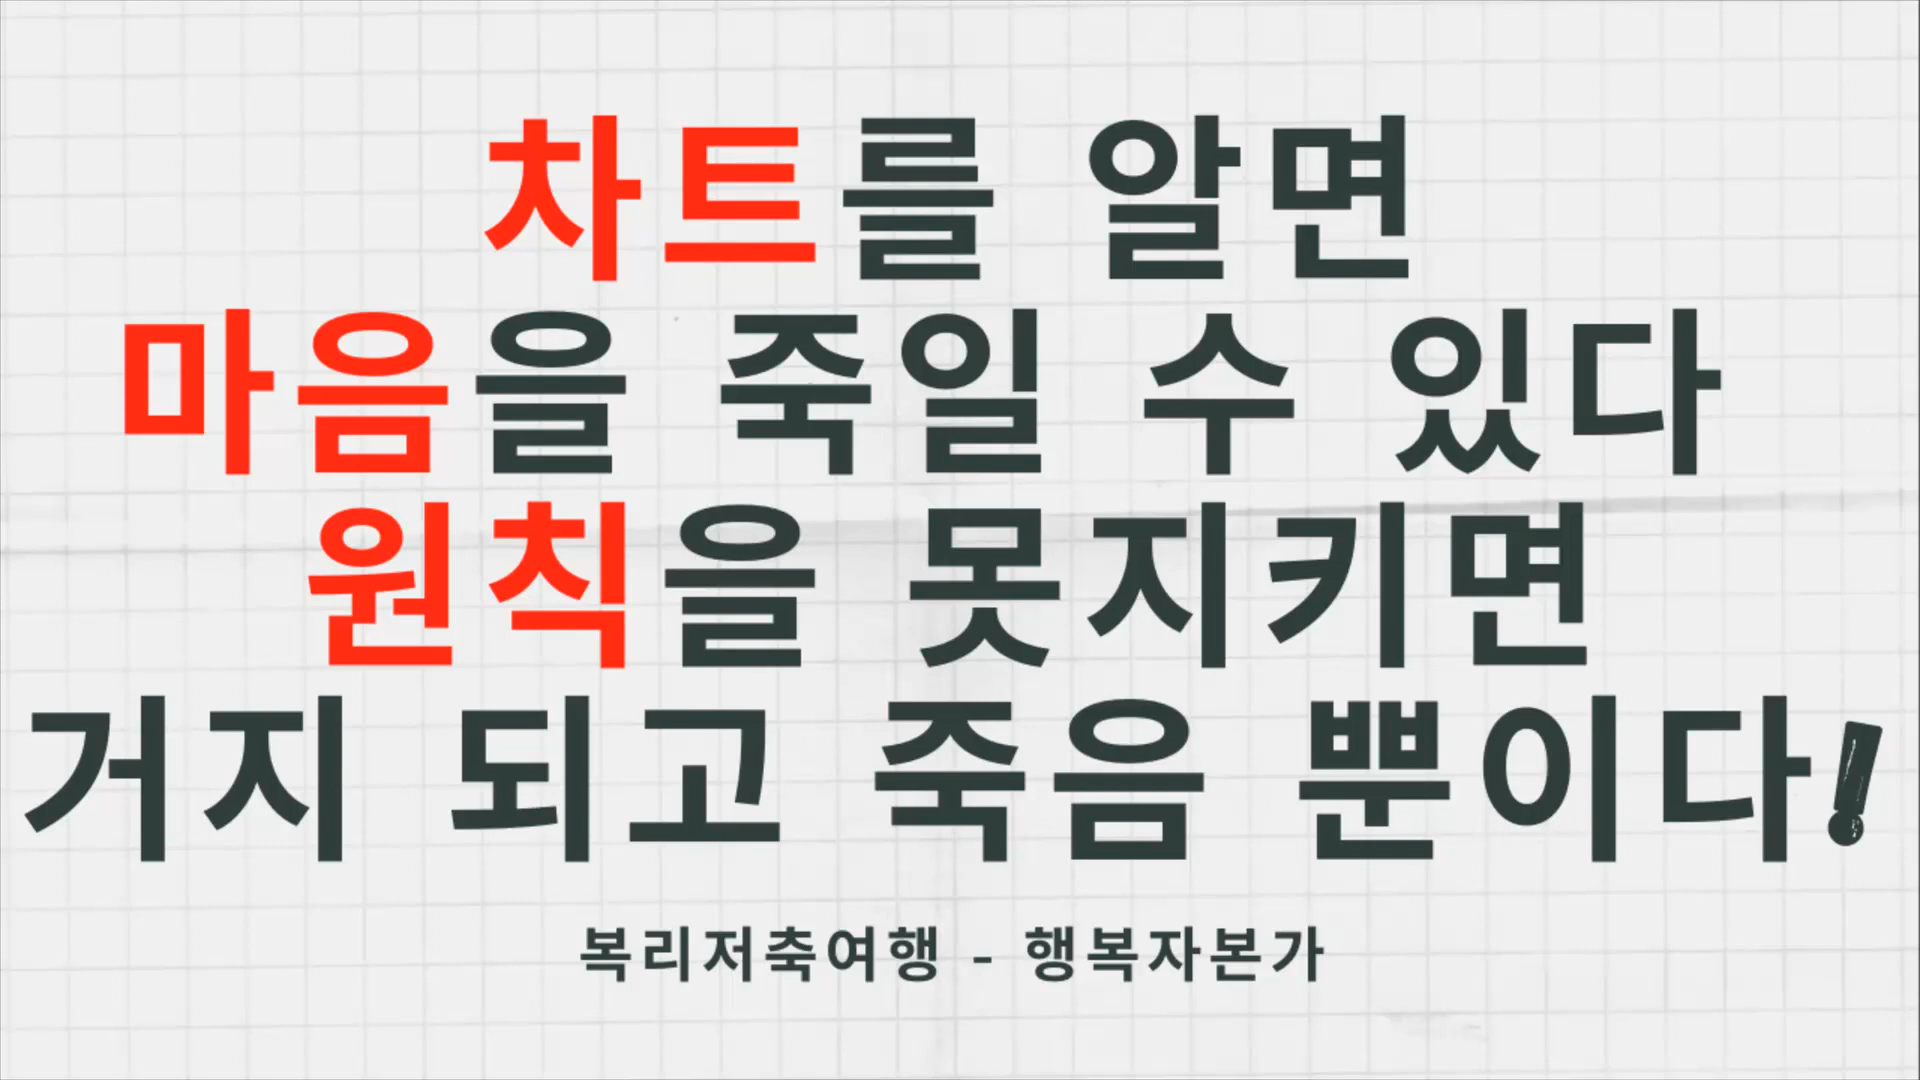 차트를 알면
마음을 죽일 수 있다
원칙을 못지키면
거지 되고 죽음 뿐이다!
복리저축여행 - 행복자본가